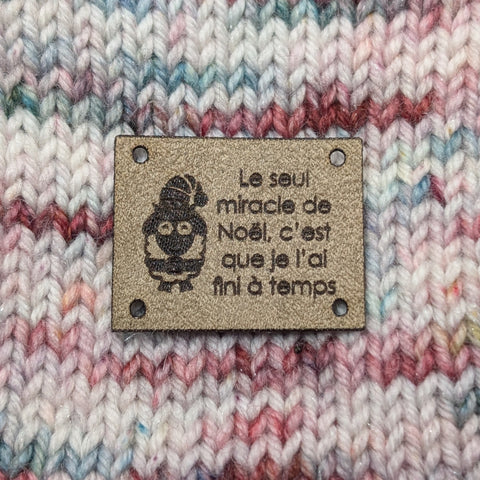 Le seul
miracle de
Noël, c'est
que je l'ai
fini à temps